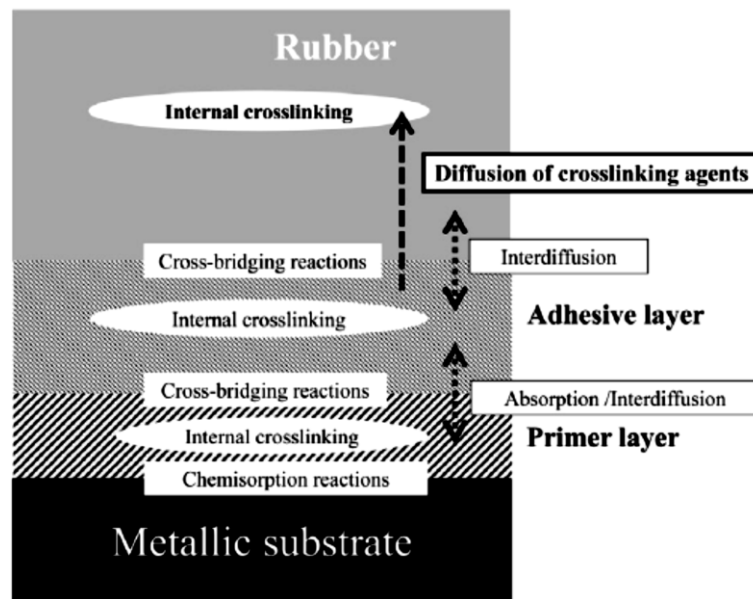 Rubber
Internal crosslinking
Diffusion of crosslinking agents
Cross-bridging reactions
Interdiffusion
Internal crosslinking
Adhesive layer
Cross-bridging reactions
Absorption /Interdiffusion
Internal crosslinking
Primer layer
Chemisorption reactions
Metallic substrate